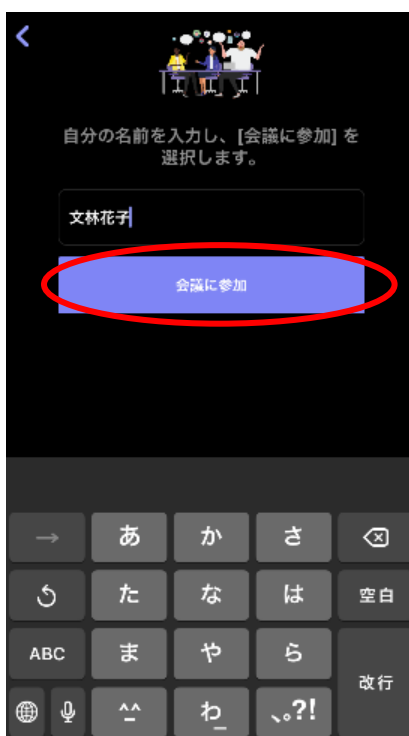 自分の名前を入力し、[会議に参加] を
選択します。
文林花子
会議に参加
→ あ か さ
た な は 空白
ABC ま や ら
改行
^_^ わ_ 、。?!